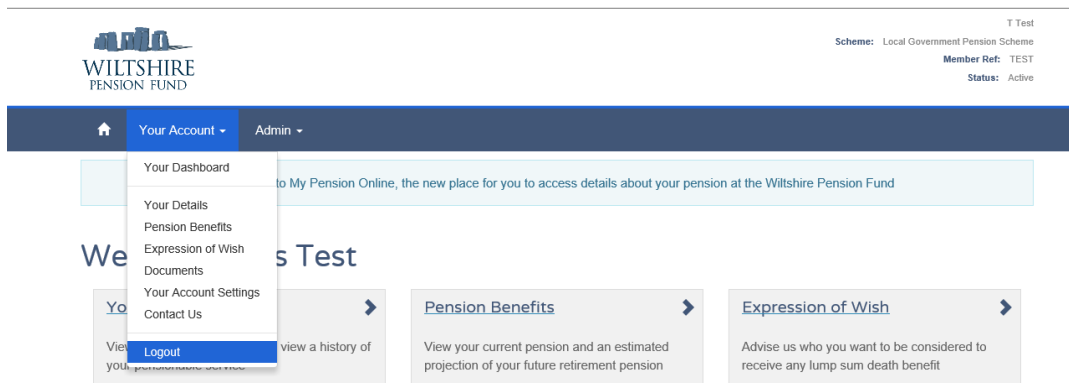 T Test
Scheme: Local Government Pension Scheme
Member Ref: TEST
Status: Active
WILTSHIRE
PENSION FUND
Your Account
Admin
Your Dashboard
Your Details
Pension Benefits
Expression of Wish
Documents
Your Account Settings
Contact Us
Logout
to My Pension Online, the new place for you to access details about your pension at the Wiltshire Pension Fund
We s Test
Yo
view a history of
your pensionable service
Pension Benefits
View your current pension and an estimated
projection of your future retirement pension
Expression of Wish
Advise us who you want to be considered to
receive any lump sum death benefit